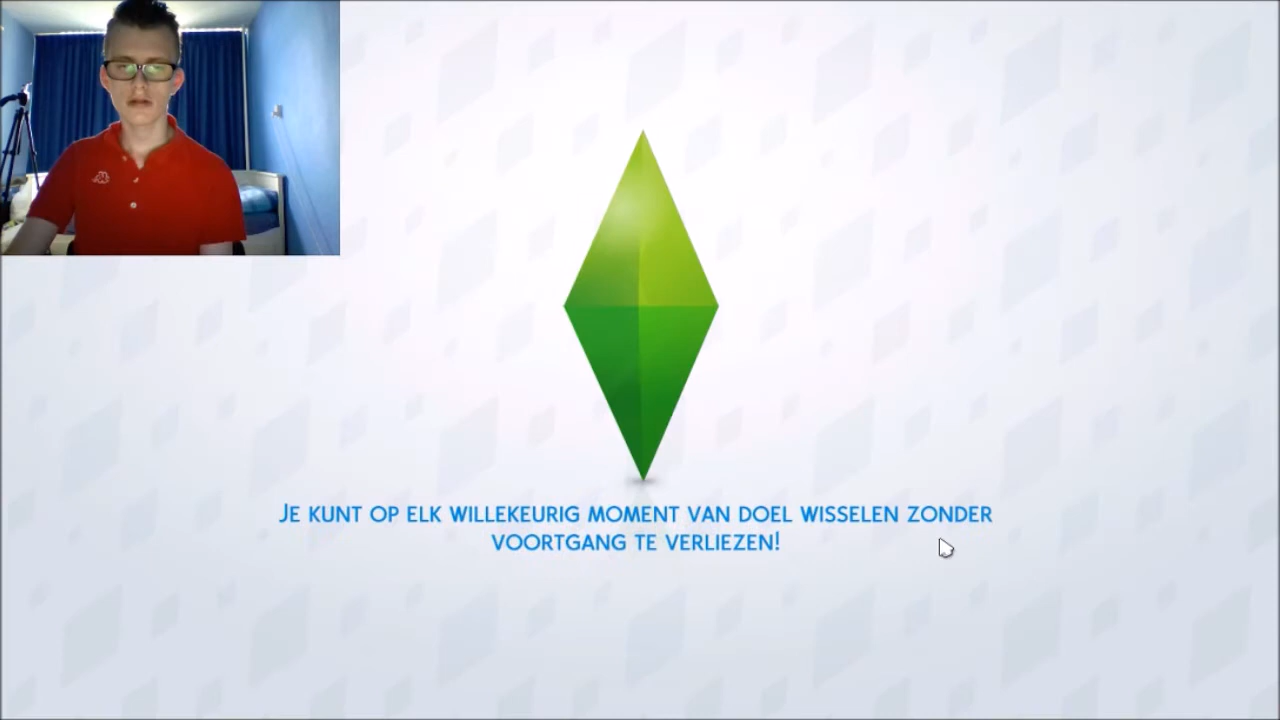 Je kunt op elk willekeurig moment van doel wisselen zonder
voortgang te verliezen!